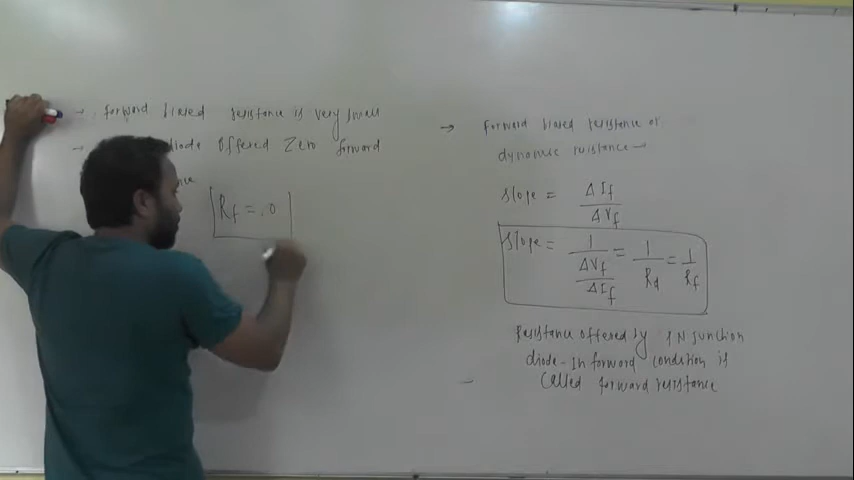 → forward biased resistance is very small
→ diode offered zero forward
Rf = 0
→ forward biased resistance or
dynamic resistance →
slope = ΔIf / ΔVf
slope = 1 / (ΔVf / ΔIf) = 1 / Rd = 1 / Rf
Resistance offered by PN junction
diode - In forward condition is
called forward resistance